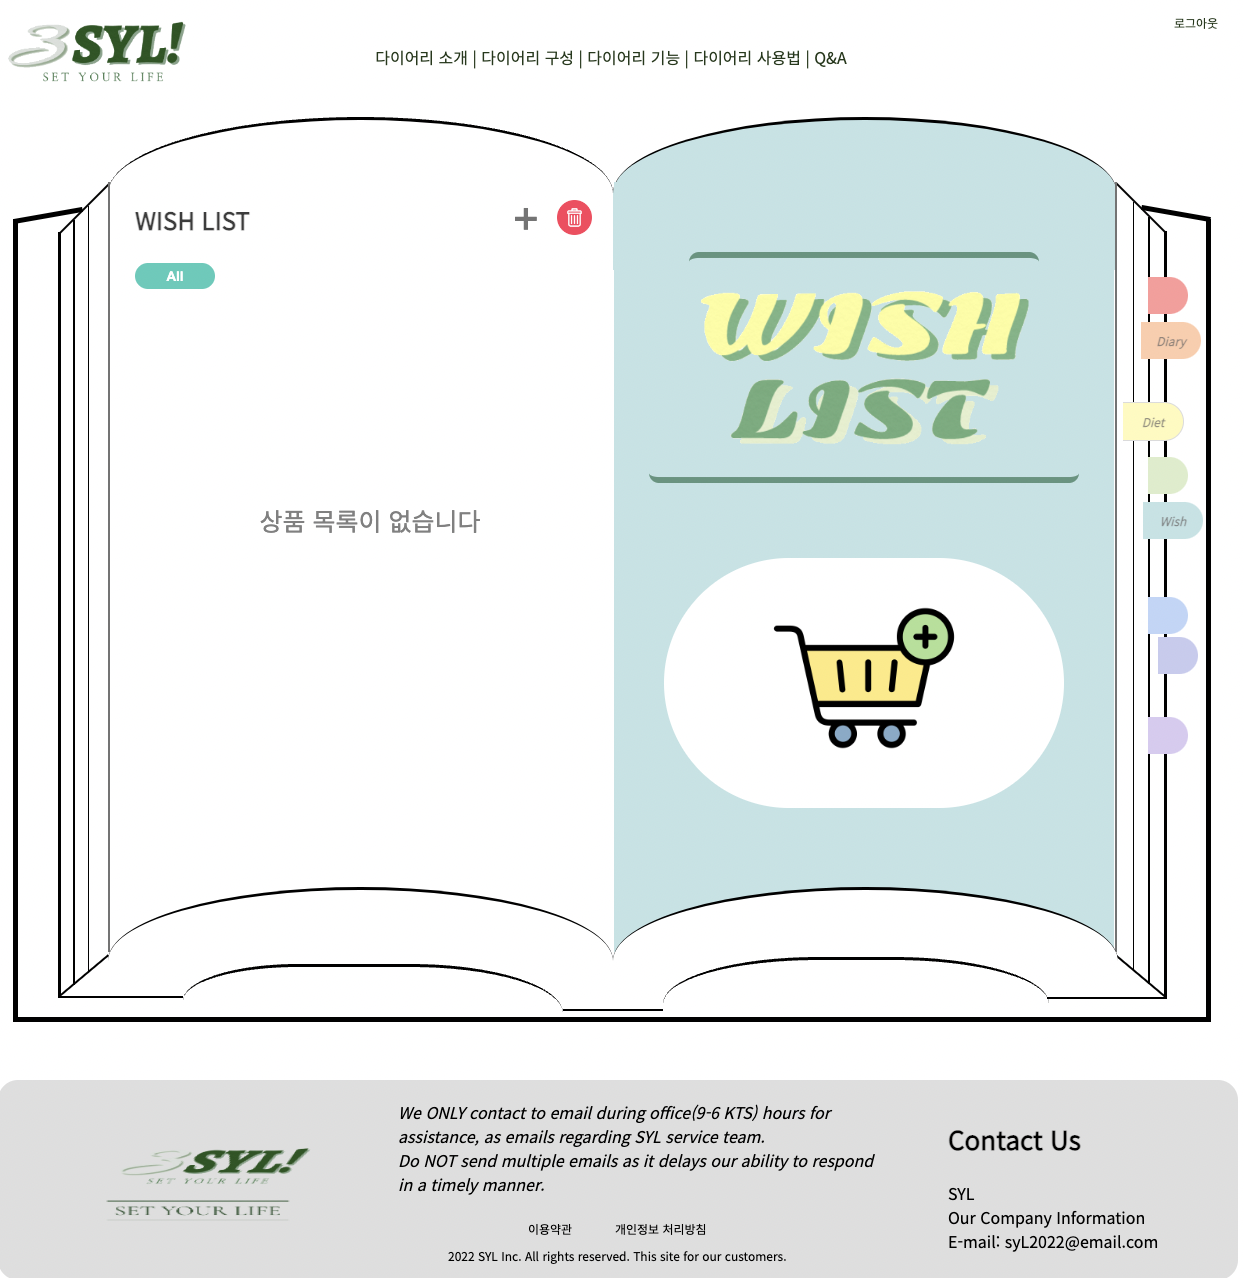 3SYL!
SET YOUR LIFE
로그아웃
다이어리 소개 | 다이어리 구성 | 다이어리 기능 | 다이어리 사용법 | Q&A
WISH LIST
All
상품 목록이 없습니다
WISH
LIST
Diary
Diet
Wish
3SYL!
SET YOUR LIFE
SET YOUR LIFE
We ONLY contact to email during office(9-6 KTS) hours for
assistance, as emails regarding SYL service team.
Do NOT send multiple emails as it delays our ability to respond
in a timely manner.
이용약관 개인정보 처리방침
2022 SYL Inc. All rights reserved. This site for our customers.
Contact Us
SYL
Our Company Information
E-mail: syL2022@email.com